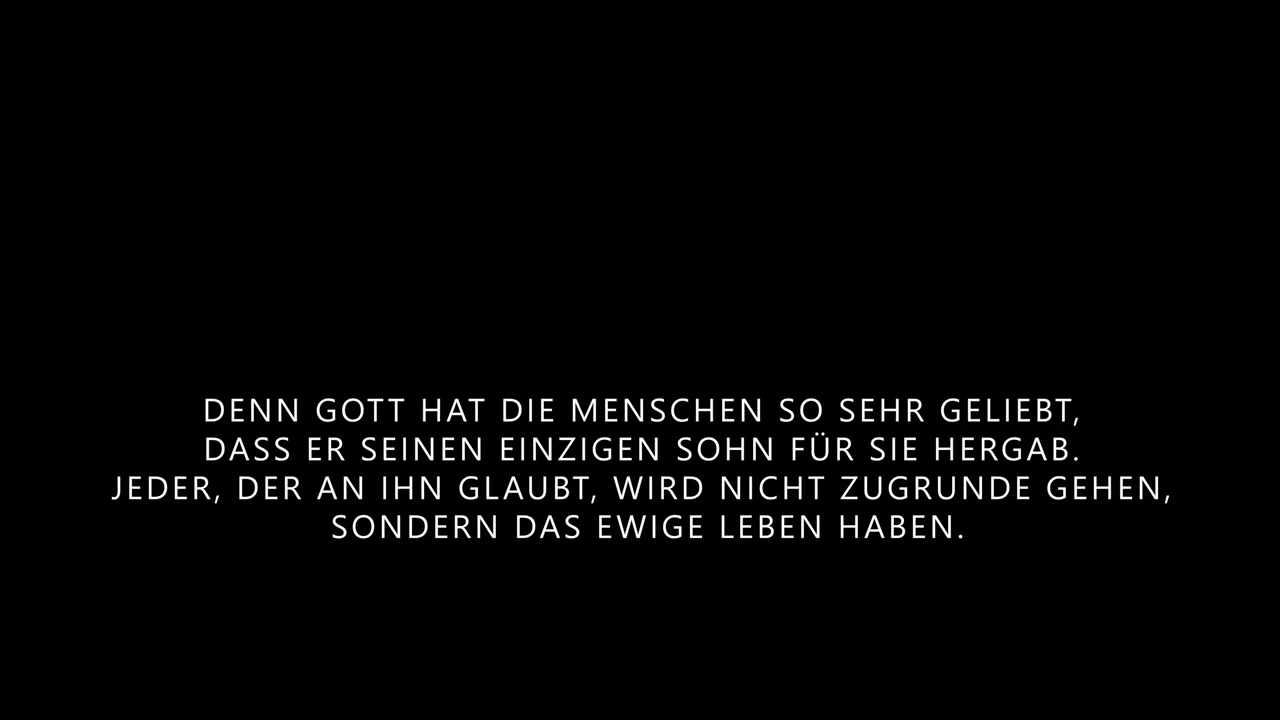 DENN GOTT HAT DIE MENSCHEN SO SEHR GELIEBT,
DASS ER SEINEN EINZIGEN SOHN FÜR SIE HERGAB.
JEDER, DER AN IHN GLAUBT, WIRD NICHT ZUGRUNDE GEHEN,
SONDERN DAS EWIGE LEBEN HABEN.